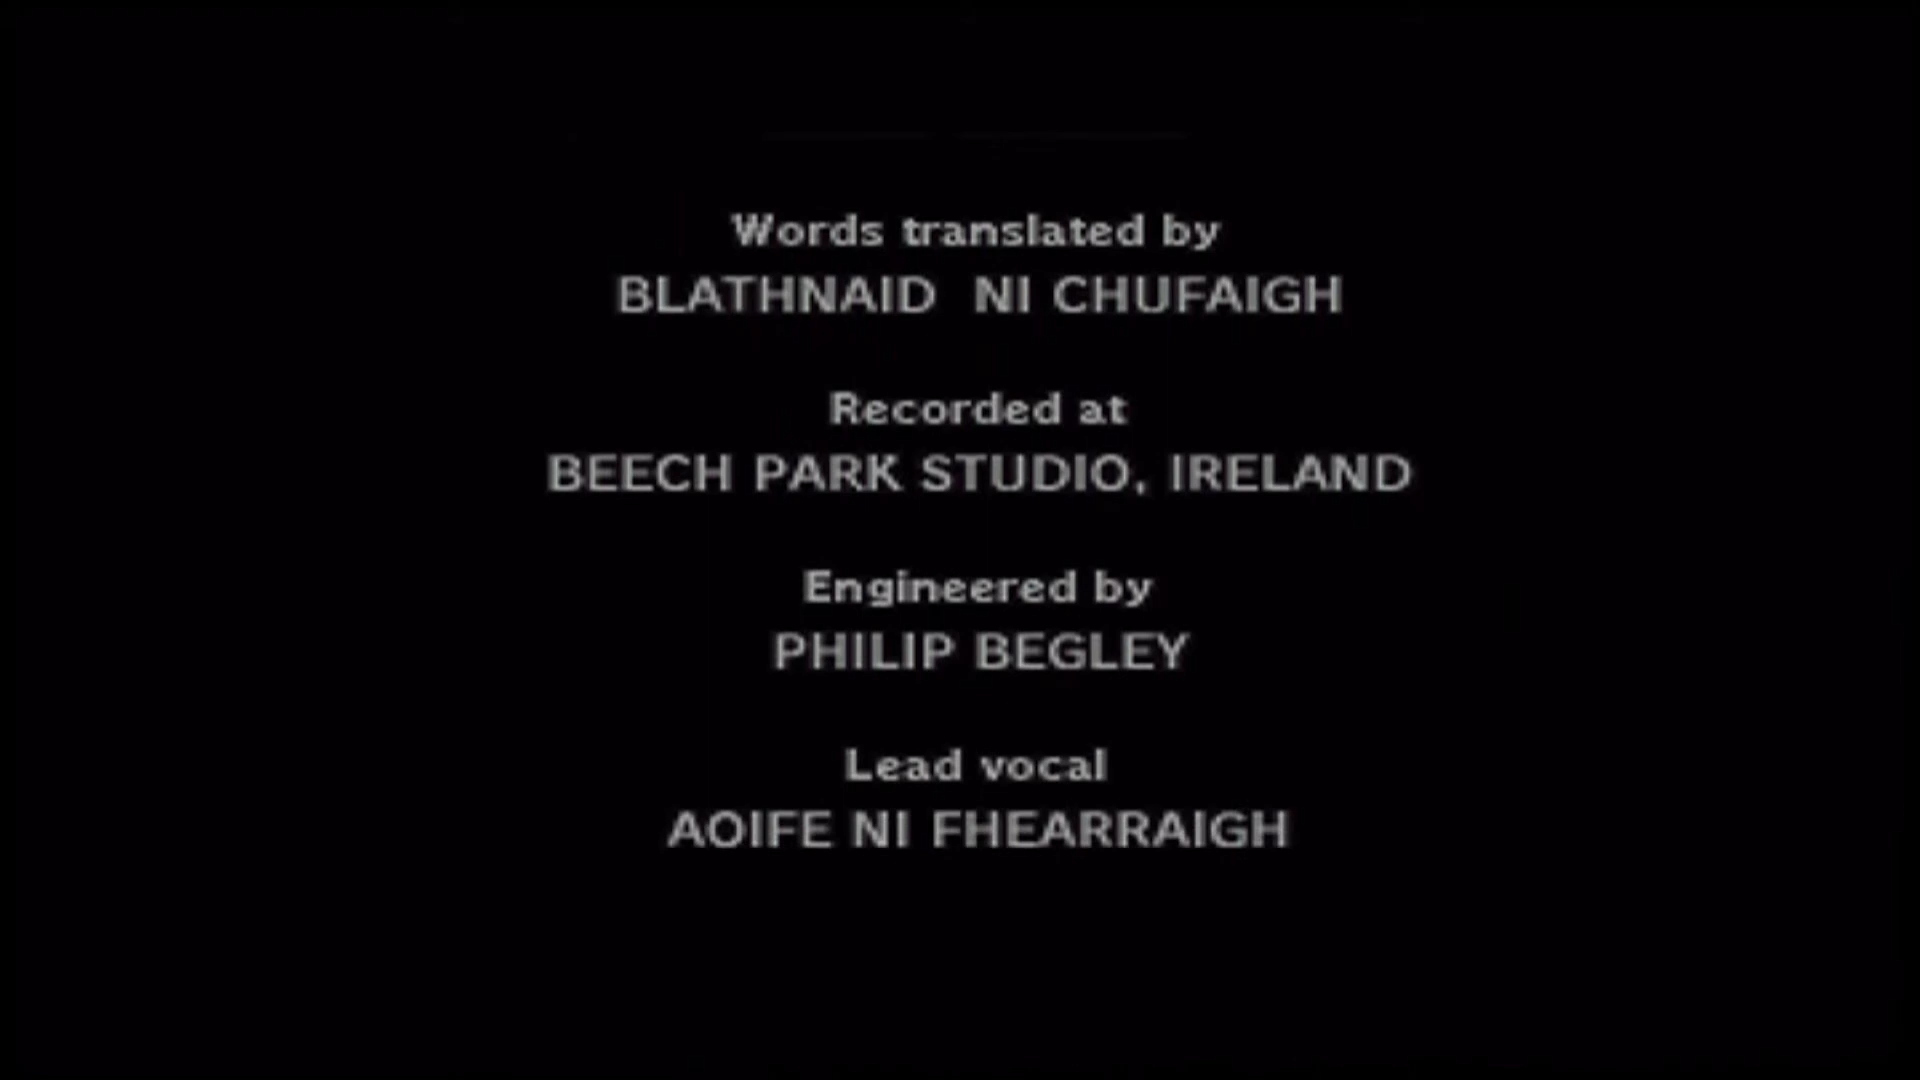 Words translated by
BLATHNAID NI CHUFAIGH
Recorded at
BEECH PARK STUDIO, IRELAND
Engineered by
PHILIP BEGLEY
Lead vocal
AOIFE NI FHEARRAIGH